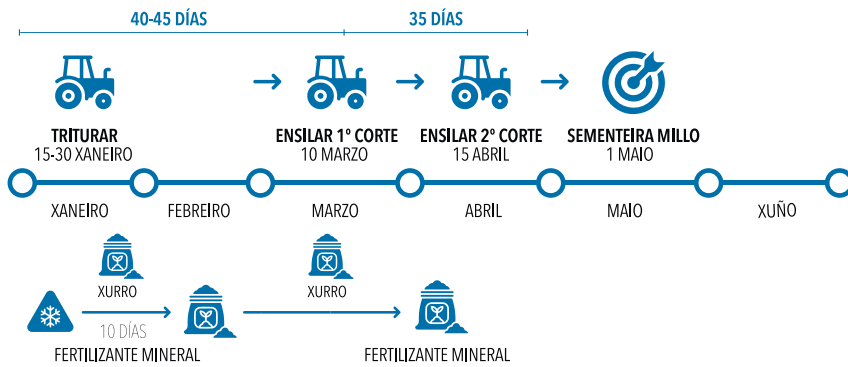 40-45 DÍAS
35 DÍAS
TRITURAR
15-30 XANEIRO
ENSILAR 1º CORTE
10 MARZO
ENSILAR 2º CORTE
15 ABRIL
SEMENTEIRA MILLO
1 MAIO
XANEIRO
FEBREIRO
MARZO
ABRIL
MAIO
XUÑO
XURRO
XURRO
10 DÍAS
FERTILIZANTE MINERAL
FERTILIZANTE MINERAL